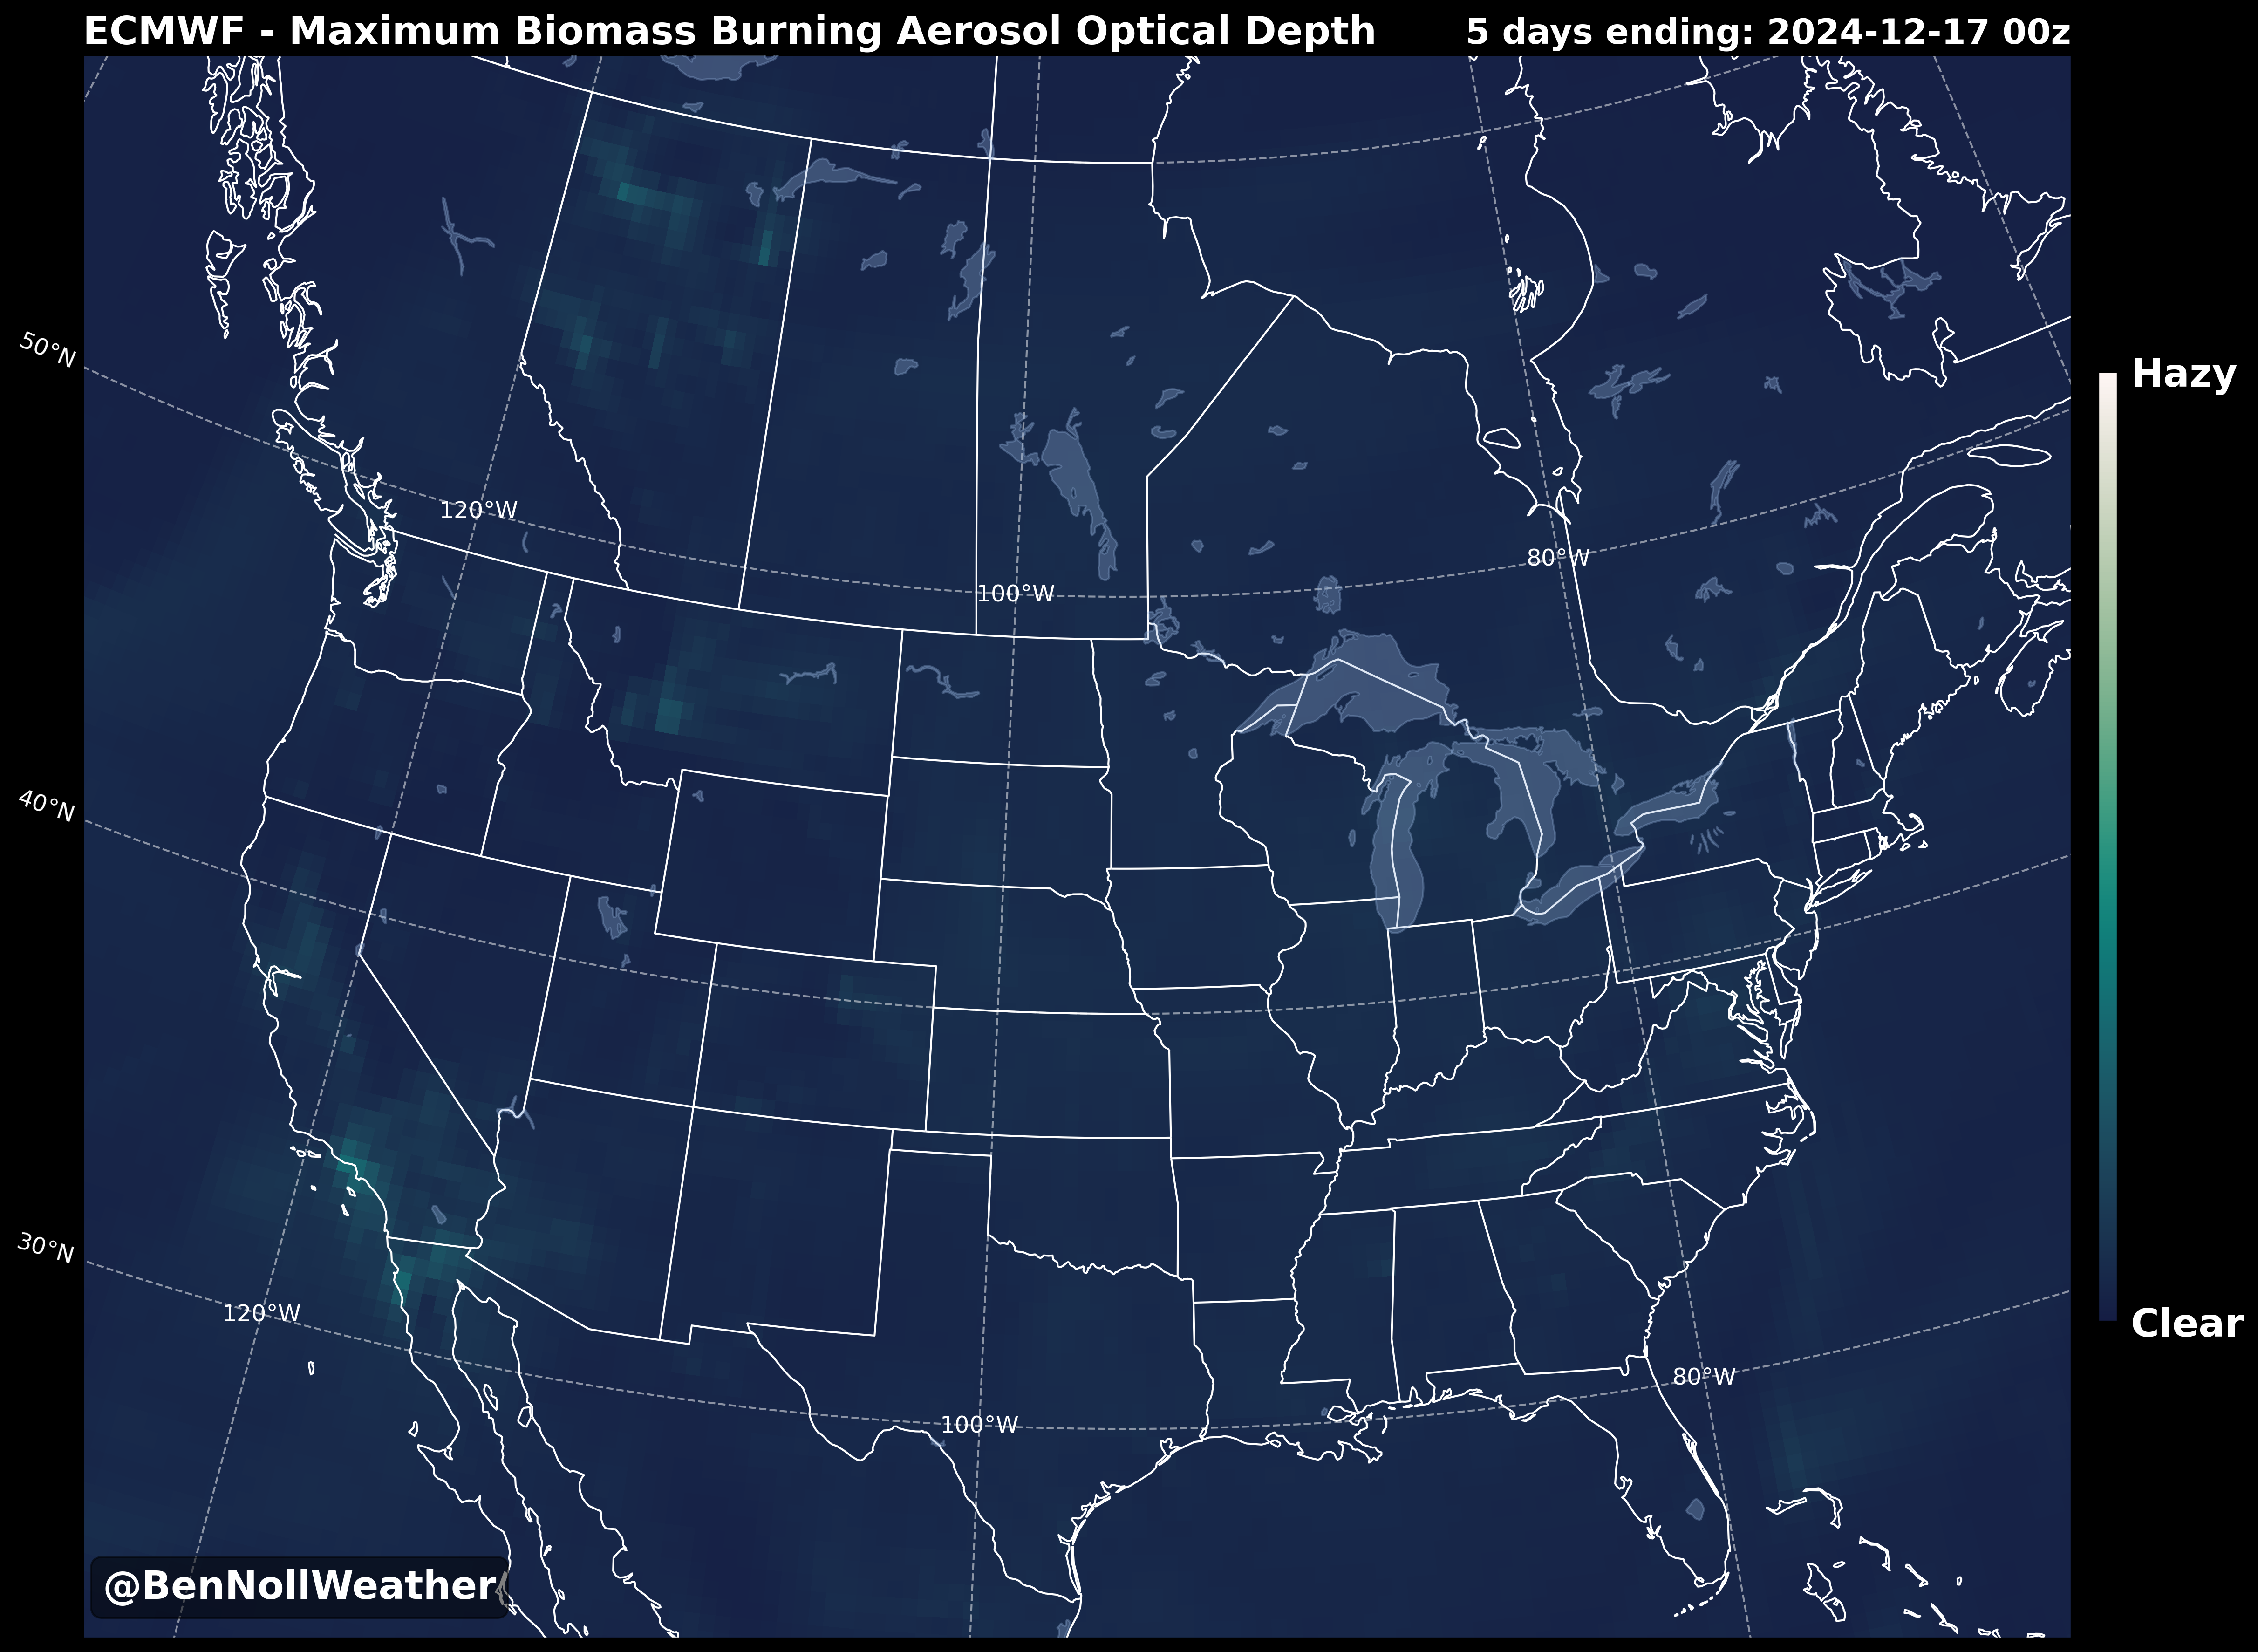 ECMWF - Maximum Biomass Burning Aerosol Optical Depth
5 days ending: 2024-12-17 00z
50°N
Hazy
120°W
80°W
100°W
40°N
30°N
120°W
Clear
80°W
100°W
@BenNollWeather